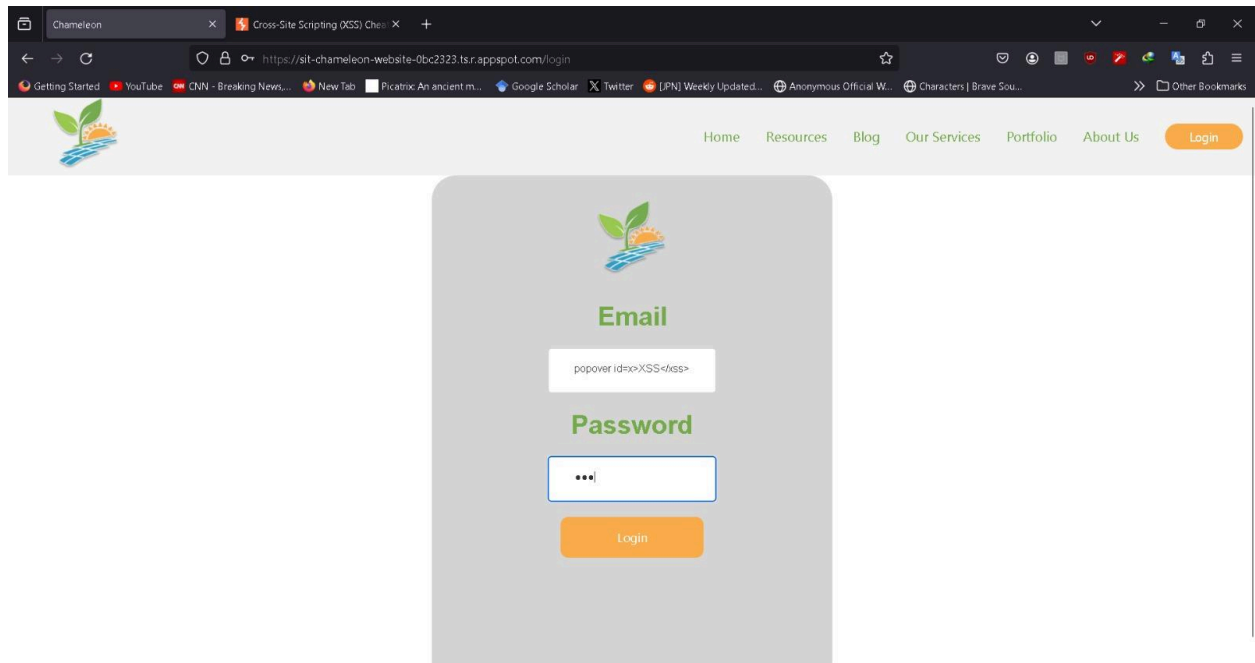 Chameleon
Cross-Site Scripting (XSS) Chea
https://sit-chameleon-website-0bc2323.ts.r.appspot.com/login
Getting Started YouTube CNN - Breaking News,... New Tab Picatrix: An ancient m... Google Scholar Twitter [JPN] Weekly Updated... Anonymous Official W... Characters | Brave Sou... Other Bookmarks
Home Resources Blog Our Services Portfolio About Us Login
Email
popover id=x>XSS</xss>
Password
Login